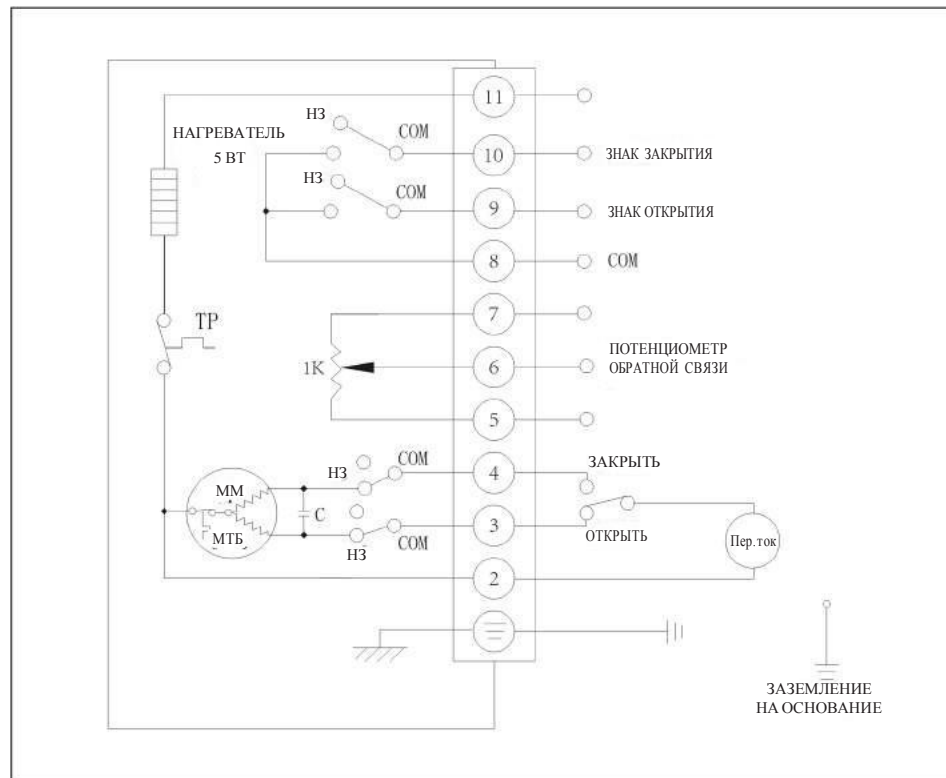 11
НЗ
COM
НАГРЕВАТЕЛЬ
5 ВТ
10
ЗНАК ЗАКРЫТИЯ
НЗ
COM
9
ЗНАК ОТКРЫТИЯ
8
COM
7
TP
1K
6
ПОТЕНЦИОМЕТР
ОБРАТНОЙ СВЯЗИ
5
НЗ
COM
4
ЗАКРЫТЬ
ММ
C
3
МТБ
НЗ
COM
ОТКРЫТЬ
Пер.ток
2
ЗАЗЕМЛЕНИЕ
НА ОСНОВАНИЕ